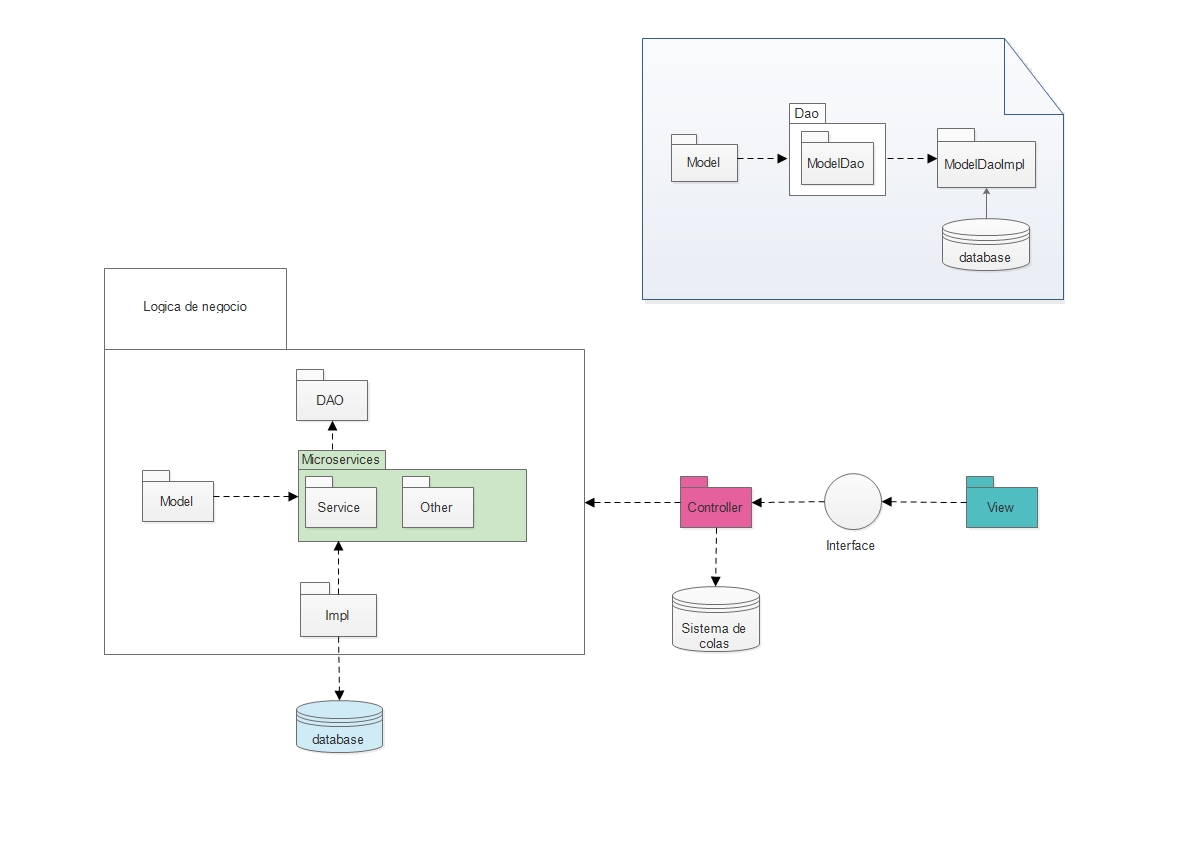 Dao
Model
ModelDao
ModelDaoImpl
database
Logica de negocio
DAO
Microservices
Model
Service
Other
Impl
database
Controller
Interface
View
Sistema de
colas